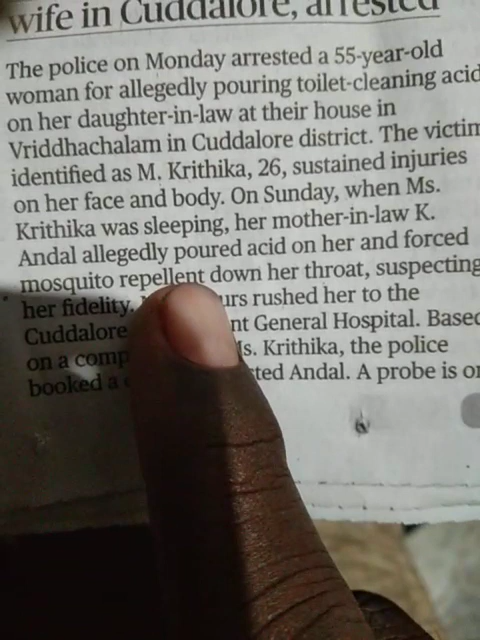 wife in Cuddalore, arrested
The police on Monday arrested a 55-year-old
woman for allegedly pouring toilet-cleaning acid
on her daughter-in-law at their house in
Vriddhachalam in Cuddalore district. The victim
identified as M. Krithika, 26, sustained injuries
on her face and body. On Sunday, when Ms.
Krithika was sleeping, her mother-in-law K.
Andal allegedly poured acid on her and forced
mosquito repellent down her throat, suspecting
her fidelity. urs rushed her to the
Cuddalore nt General Hospital. Based
on a comp s. Krithika, the police
booked a ted Andal. A probe is on